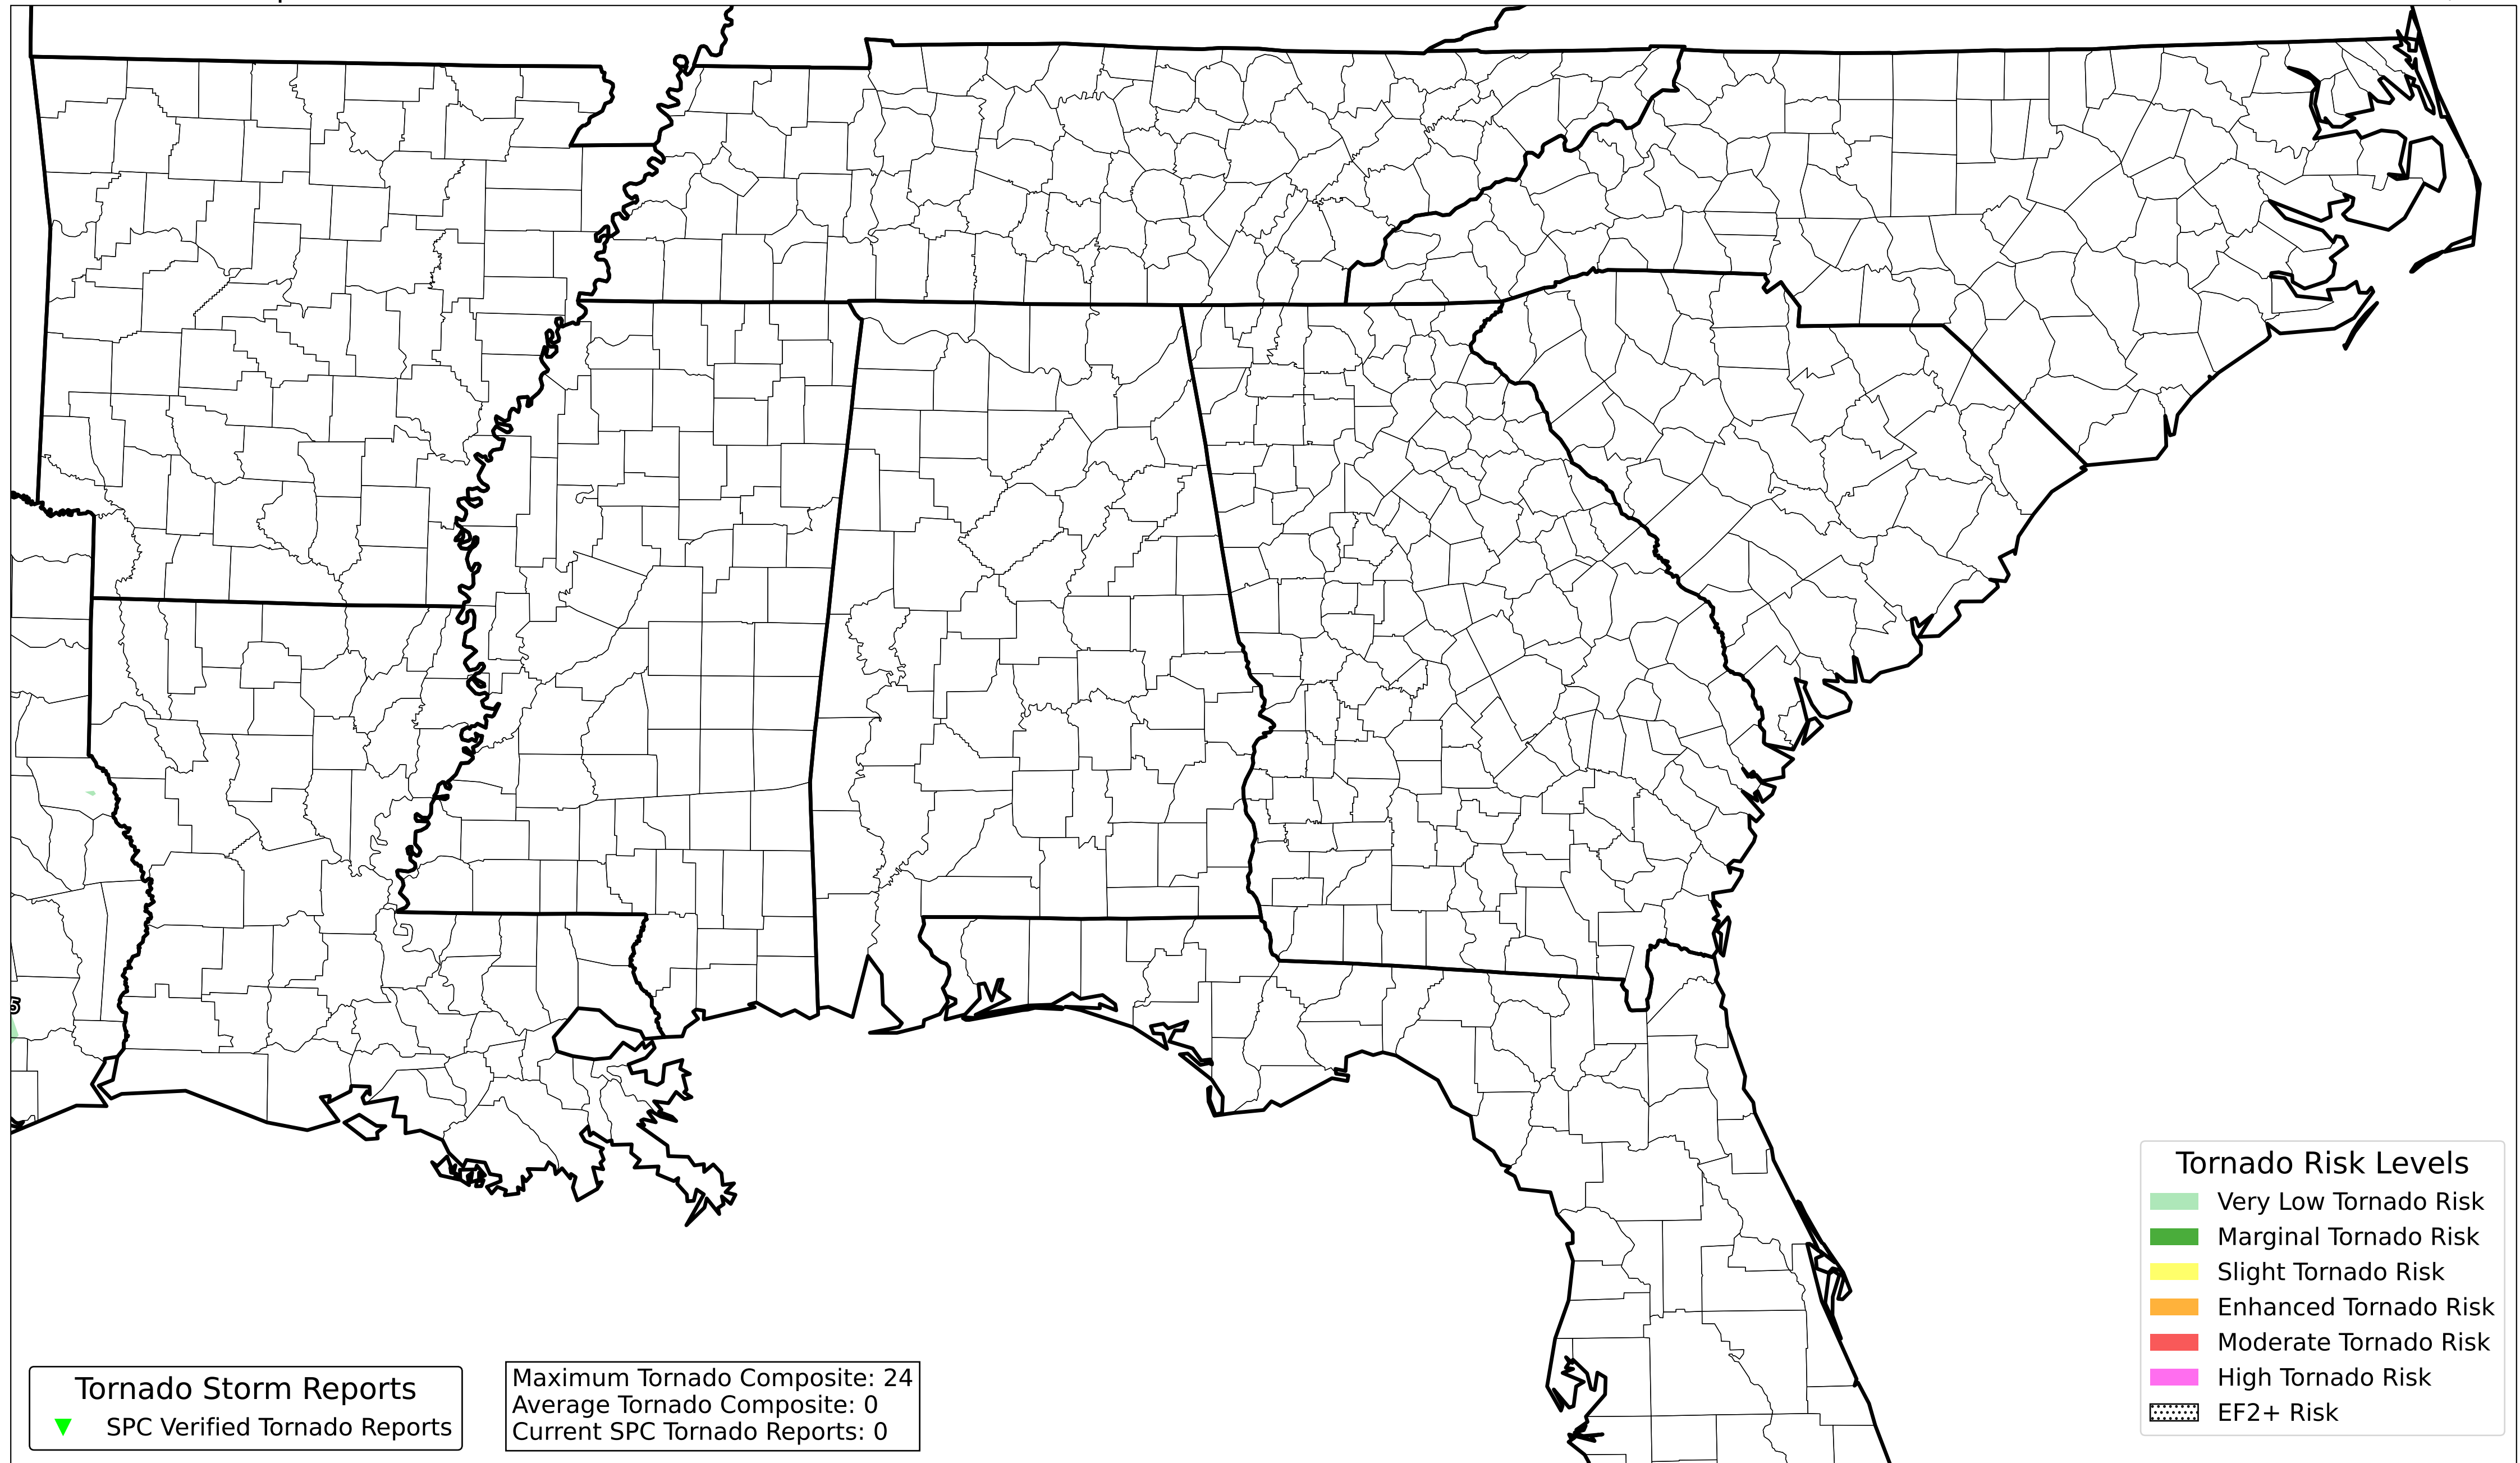 Tornado Risk Levels
Very Low Tornado Risk
Marginal Tornado Risk
Slight Tornado Risk
Enhanced Tornado Risk
Moderate Tornado Risk
High Tornado Risk
EF2+ Risk
Tornado Storm Reports
SPC Verified Tornado Reports
Maximum Tornado Composite: 24
Average Tornado Composite: 0
Current SPC Tornado Reports: 0